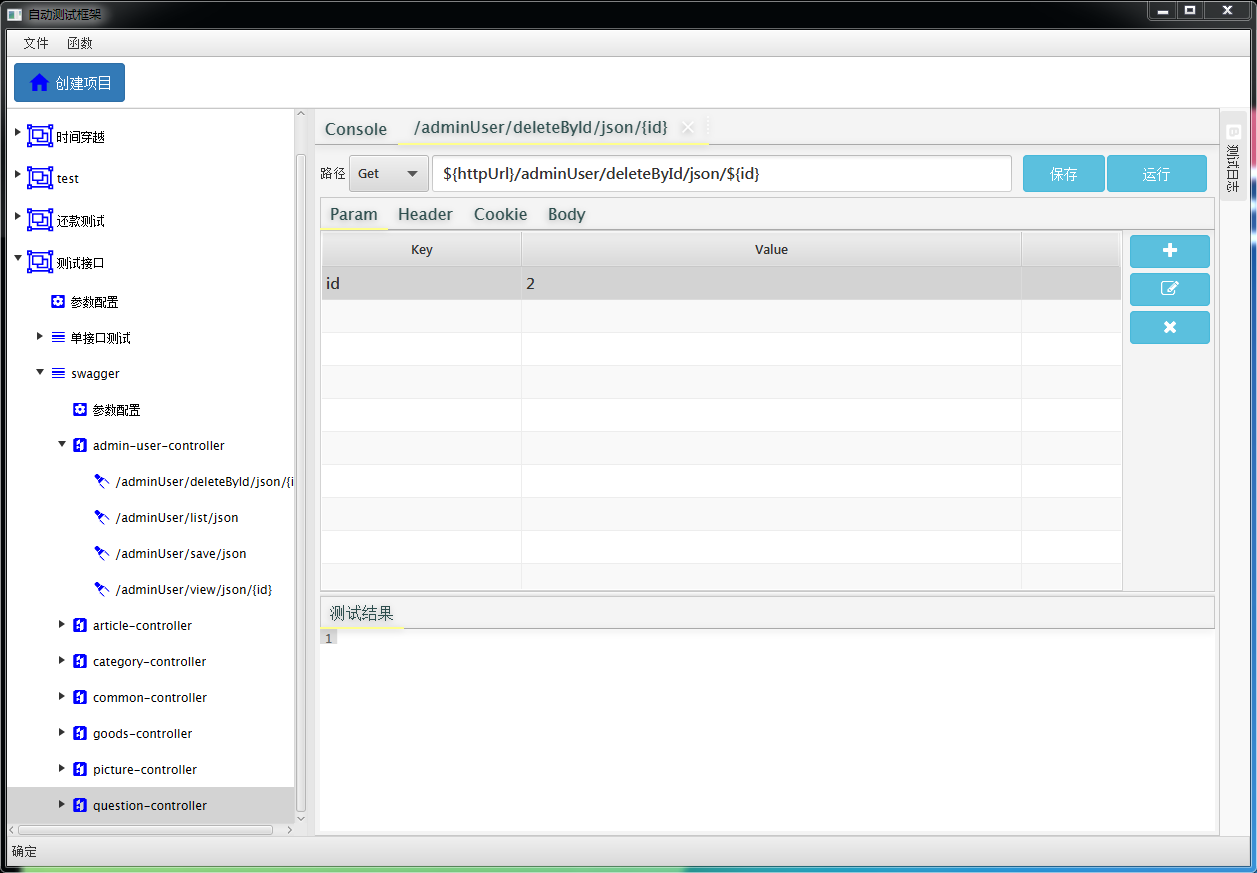 自动测试框架
文件 函数
创建项目
时间穿越
test
还款测试
测试接口
参数配置
单接口测试
swagger
参数配置
admin-user-controller
/adminUser/deleteById/json/{i
/adminUser/list/json
/adminUser/save/json
/adminUser/view/json/{id}
article-controller
category-controller
common-controller
goods-controller
picture-controller
question-controller
Console /adminUser/deleteById/json/{id}
路径 Get ${httpUrl}/adminUser/deleteById/json/${id} 保存 运行
Param Header Cookie Body
Key Value
id 2
测试结果
1
测试日志
确定